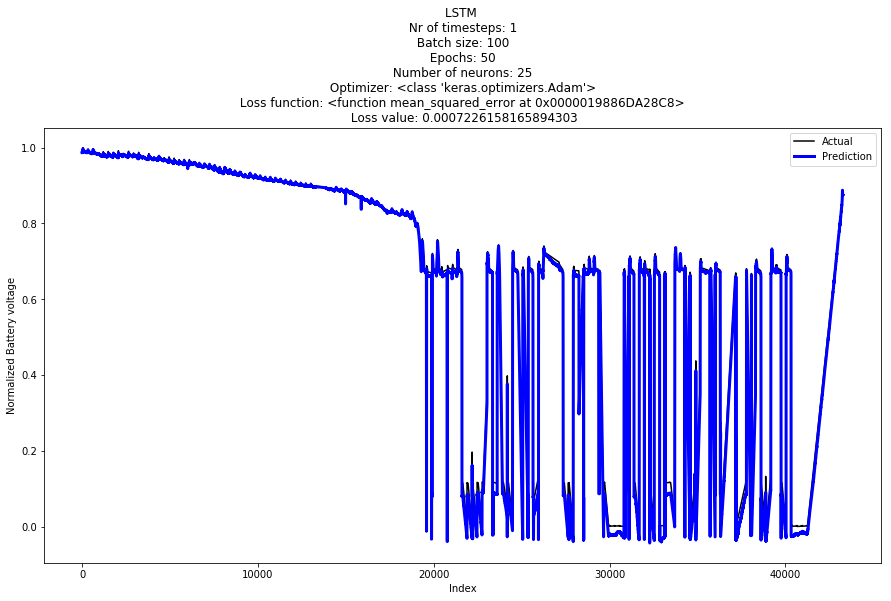 LSTM
Nr of timesteps: 1
Batch size: 100
Epochs: 50
Number of neurons: 25
Optimizer: <class 'keras.optimizers.Adam'>
Loss function: <function mean_squared_error at 0x0000019886DA28C8>
Loss value: 0.0007226158165894303
Actual
Prediction
1.0
0.8
0.6
0.4
0.2
0.0
Normalized Battery voltage
0 10000 20000 30000 40000
Index